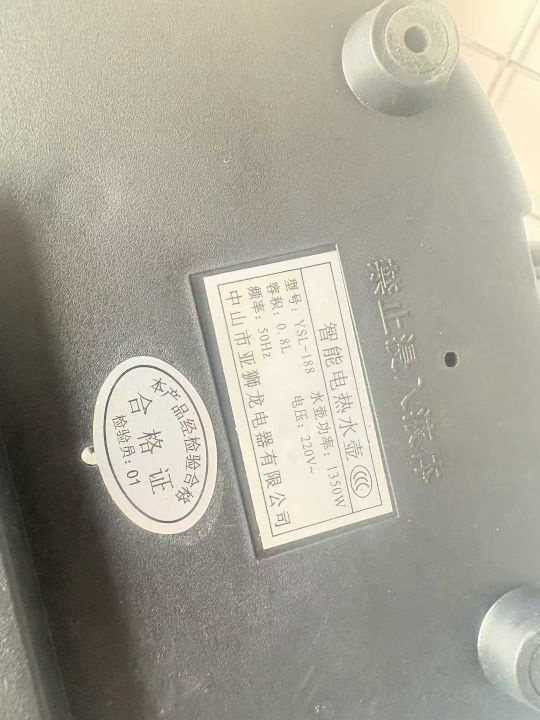 禁止浸入液体
智能电热水壶
型号: YSL-188 水壶功率: 1350W
容积: 0.8L 电压: 220V~
频率: 50Hz
中山市亚狮龙电器有限公司
本产品经检验合格
合格证
检验员: 01